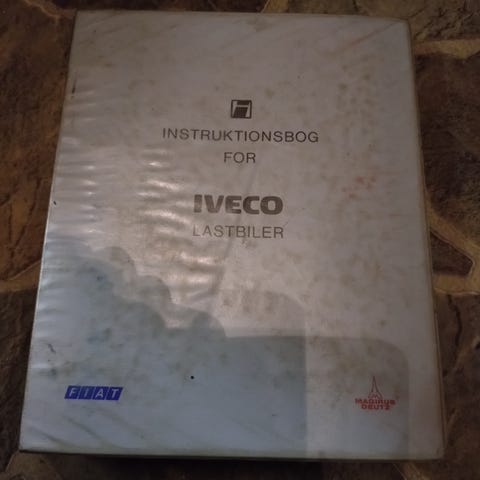 INSTRUKTIONSBOG
FOR
IVECO
LASTBILER
FIAT
MAGIRUS
DEUTZ